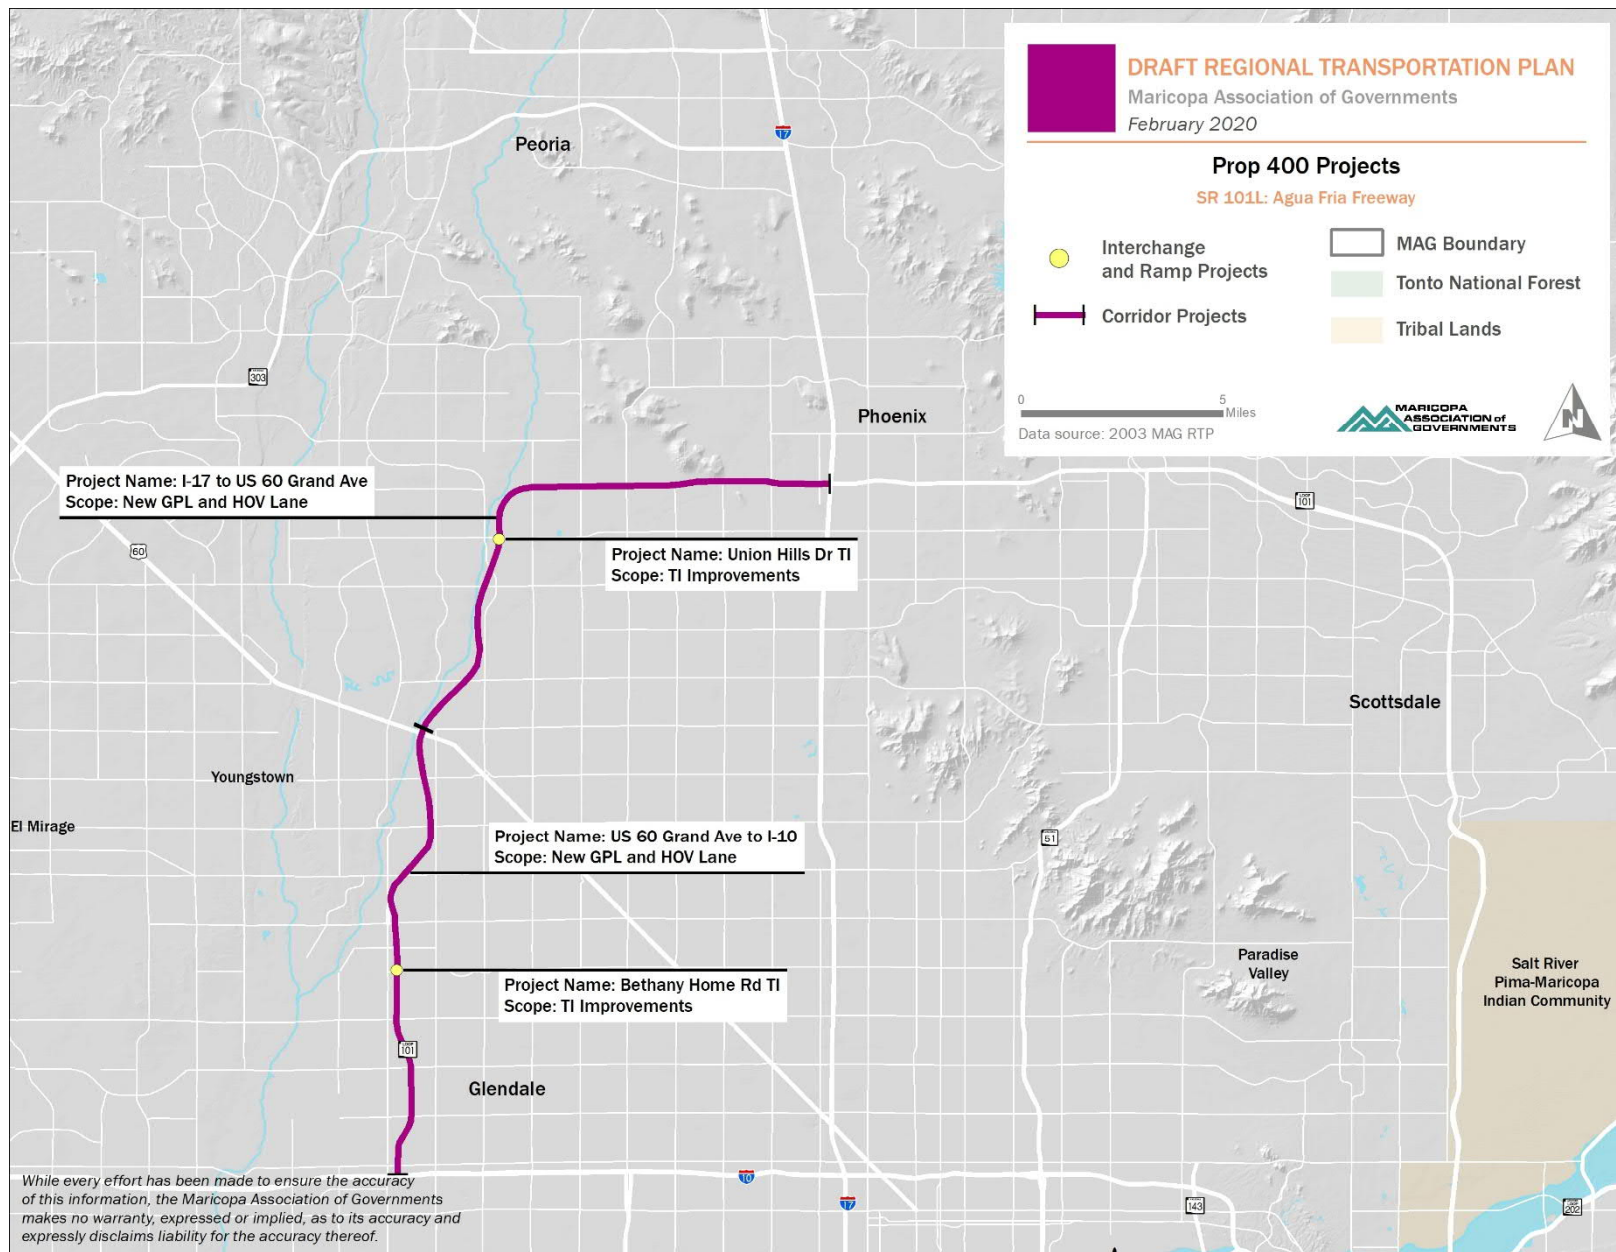 DRAFT REGIONAL TRANSPORTATION PLAN
Maricopa Association of Governments
February 2020
Prop 400 Projects
SR 101L: Agua Fria Freeway
Interchange
and Ramp Projects
Corridor Projects
MAG Boundary
Tonto National Forest
Tribal Lands
0 5
Miles
Data source: 2003 MAG RTP
MARICOPA
ASSOCIATION of
GOVERNMENTS
N
Peoria
17
303
Phoenix
Project Name: I-17 to US 60 Grand Ave
Scope: New GPL and HOV Lane
101
60
Project Name: Union Hills Dr TI
Scope: TI Improvements
Scottsdale
Youngstown
El Mirage
Project Name: US 60 Grand Ave to I-10
Scope: New GPL and HOV Lane
51
Paradise
Valley
Salt River
Pima-Maricopa
Indian Community
Project Name: Bethany Home Rd TI
Scope: TI Improvements
101
Glendale
10
17
143
202
While every effort has been made to ensure the accuracy
of this information, the Maricopa Association of Governments
makes no warranty, expressed or implied, as to its accuracy and
expressly disclaims liability for the accuracy thereof.